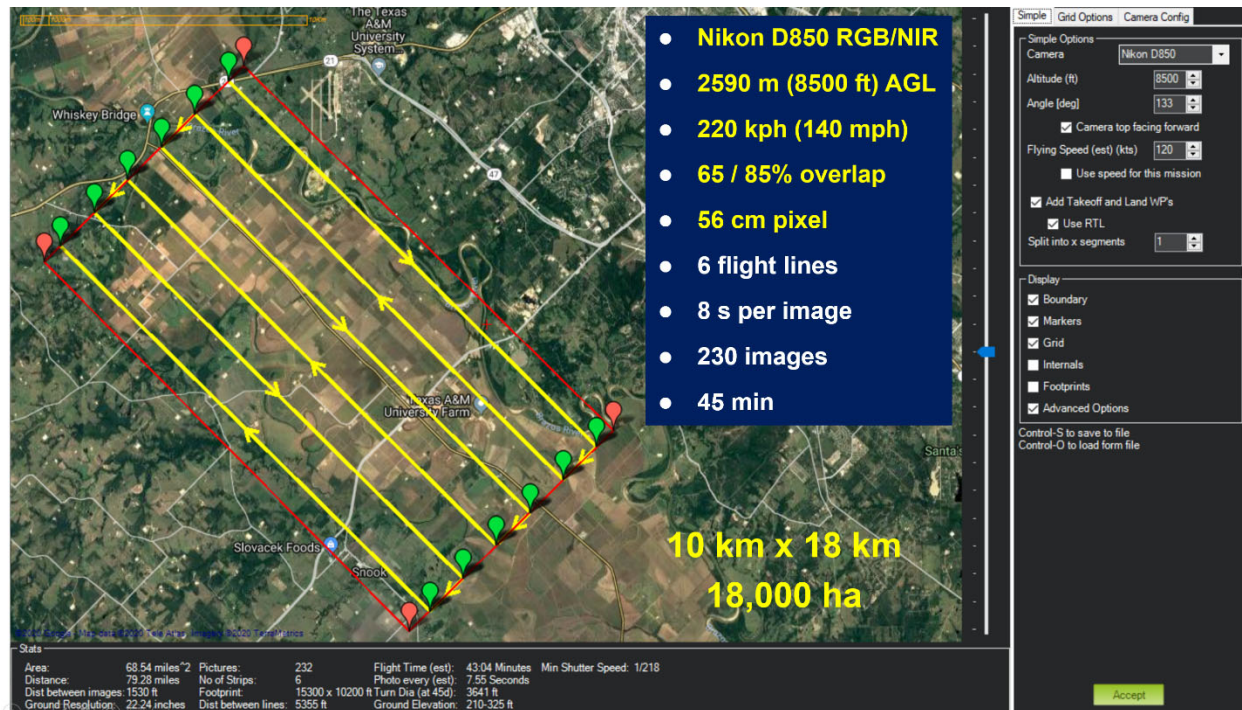 The Texas
A&M
University
System...
21
Whiskey Bridge
47
Texas A&M
University Farm
Santa's
Slovacek Foods
Snook
Nikon D850 RGB/NIR
2590 m (8500 ft) AGL
220 kph (140 mph)
65 / 85% overlap
56 cm pixel
6 flight lines
8 s per image
230 images
45 min
10 km x 18 km
18,000 ha
Simple Grid Options Camera Config
Simple Options
Camera Nikon D850
Altitude (ft) 8500
Angle [deg] 133
Camera top facing forward
Flying Speed (est) (kts) 120
Use speed for this mission
Add Takeoff and Land WP's
Use RTL
Split into x segments 1
Display
Boundary
Markers
Grid
Internals
Footprints
Advanced Options
Control-S to save to file
Control-O to load form file
Accept
Stats
Area: 68.54 miles^2 Pictures: 232 Flight Time (est): 43:04 Minutes Min Shutter Speed: 1/218
Distance: 79.28 miles No of Strips: 6 Photo every (est): 7.55 Seconds
Dist between images: 1530 ft Footprint: 15300 x 10200 ft Turn Dia (at 45d): 3641 ft
Ground Resolution: 22.24 inches Dist between lines: 5355 ft Ground Elevation: 210-325 ft